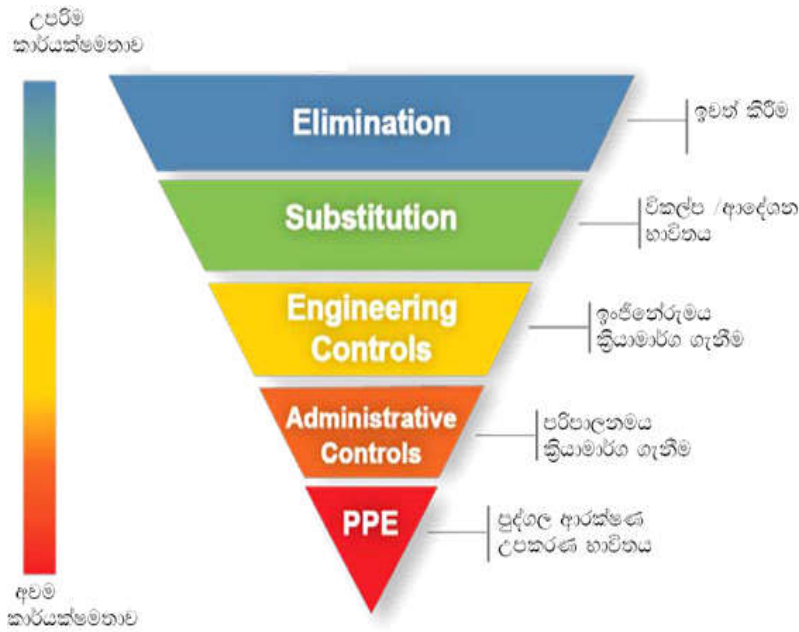 උපරිම
කාර්යක්ෂමතාව
Elimination
ඉවත් කිරීම
Substitution
විකල්ප /ආදේශන
භාවිතය
Engineering
Controls
ඉංජිනේරුමය
ක්‍රියාමාර්ග ගැනීම
Administrative
Controls
පරිපාලනමය
ක්‍රියාමාර්ග ගැනීම
PPE
පුද්ගල ආරක්ෂණ
උපකරණ භාවිතය
අවම
කාර්යක්ෂමතාව